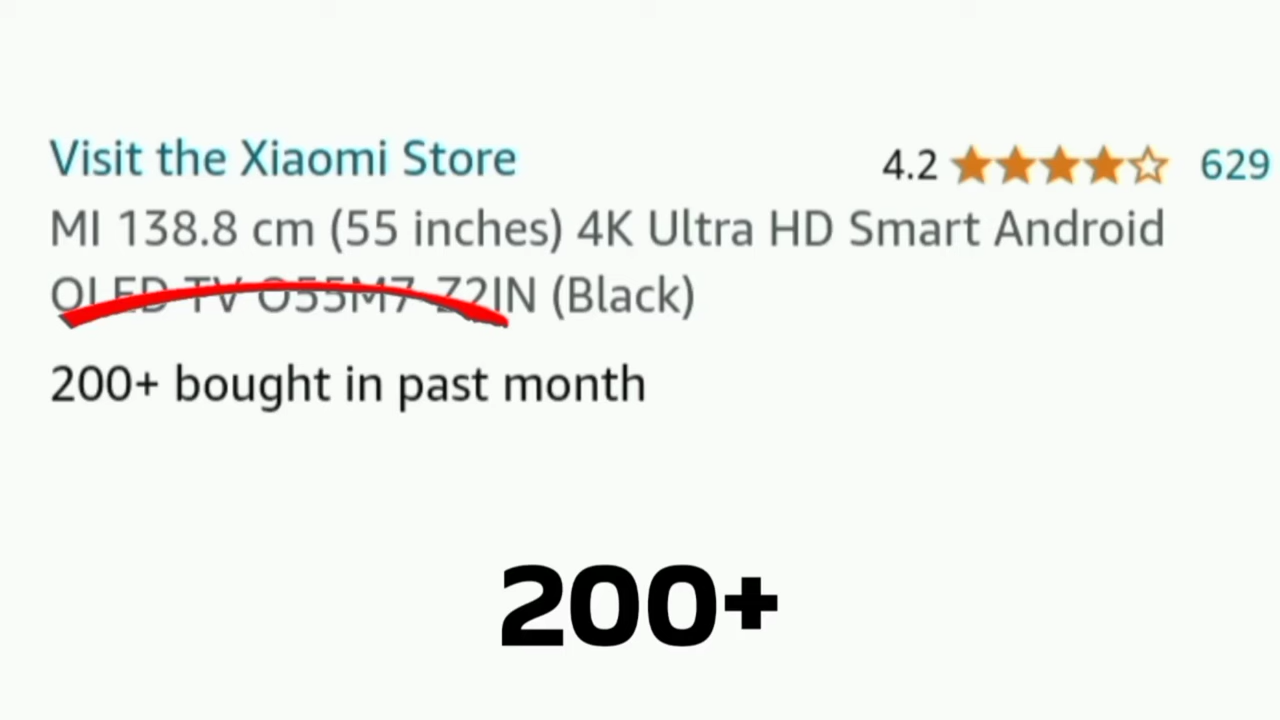 Visit the Xiaomi Store
4.2 629
MI 138.8 cm (55 inches) 4K Ultra HD Smart Android
OLED TV O55M7-Z2IN (Black)
200+ bought in past month
200+